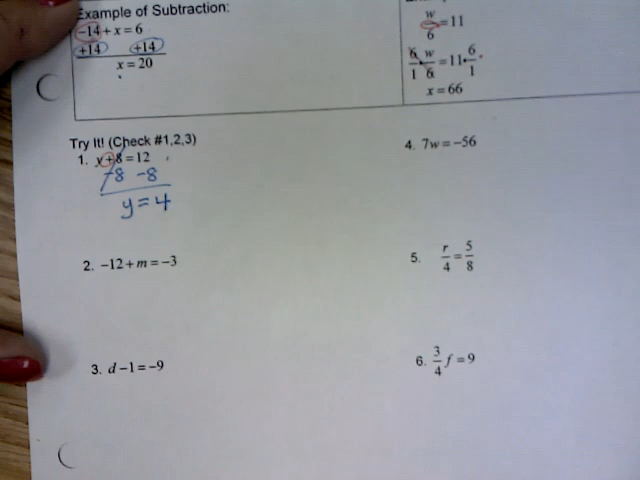 Example of Subtraction:
-14 + x = 6
+14 +14
x = 20
w/6 = 11
6/1 • w/6 = 11 • 6/1
x = 66
Try It! (Check #1,2,3)
1. y + 8 = 12
-8 -8
y = 4
2. -12 + m = -3
3. d - 1 = -9
4. 7w = -56
5. r/4 = 5/8
6. 3/4 f = 9